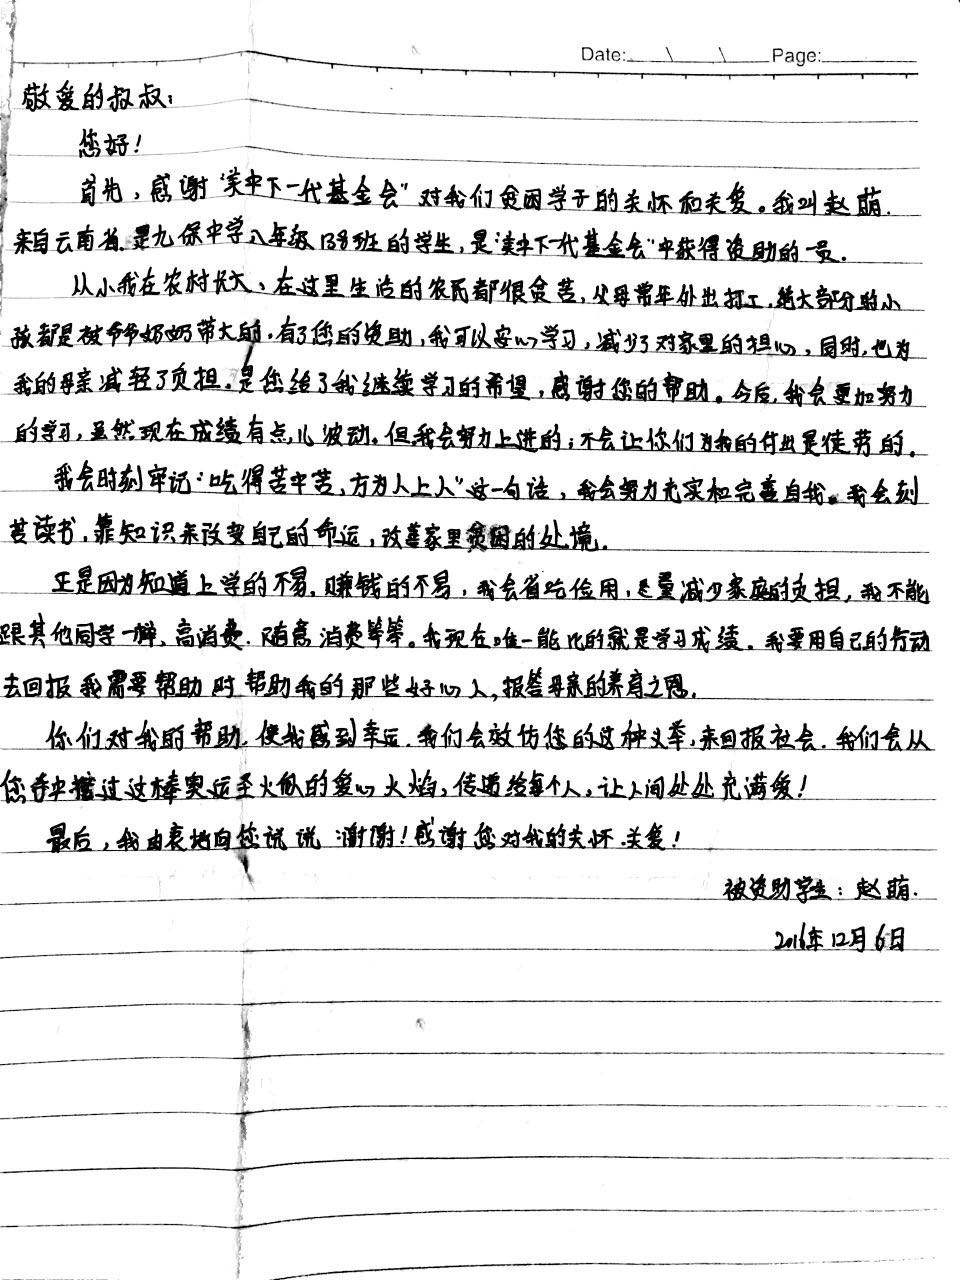 Date: \ \ Page:
敬爱的叔叔:
您好!
首先,感谢"美中下一代基金会"对我们贫困学子的关怀和关爱。我叫赵萌.
来自云南省.是九保中学八年级138班的学生,是"美中下一代基金会"中获得资助的一员.
从小我在农村长大、在这里生活的农民都很贫苦,父母常年外出打工,绝大部分的小
孩都是被爷爷奶奶带大的,有了您的资助,我可以安心学习,减少了对家里的担心,同时,也为
我的母亲减轻了负担.是您给了我继续学习的希望,感谢您的帮助。今后,我会更加努力
的学习,虽然现在成绩有点儿波动.但我会努力上进的;不会让你们为我的付出是徒劳的.
我会时刻牢记:"吃得苦中苦,方为人上人"这一句话,我会努力充实和完善自我。我会刻
苦读书,靠知识来改变自己的命运,改善家里贫困的处境.
正是因为知道上学的不易.赚钱的不易,我会省吃俭用,尽量减少家庭的负担,我不能
跟其他同学一样,高消费.随意消费等等。我现在唯一能比的就是学习成绩.我要用自己的行动
去回报我需要帮助时帮助我的那些好心人,报答母亲的养育之恩.
你们对我的帮助.使我感到幸运.我们会效仿您的这种义举,来回报社会.我们会从
您手中接过这棒奥运圣火似的爱心火焰,传递给每个人,让人间处处充满爱!
最后,我由衷地向您说说谢谢!感谢您对我的关怀.关爱!
被资助学生:赵萌.
2016年12月6日